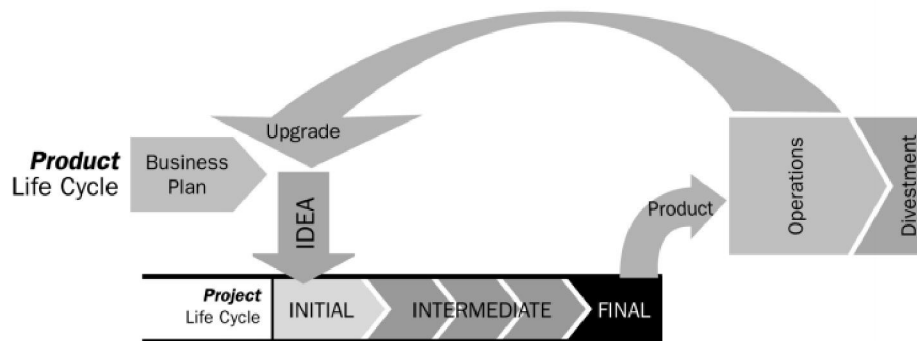 Upgrade
Product
Life Cycle
Business
Plan
IDEA
Product
Operations
Divestment
Project
Life Cycle
INITIAL
INTERMEDIATE
FINAL